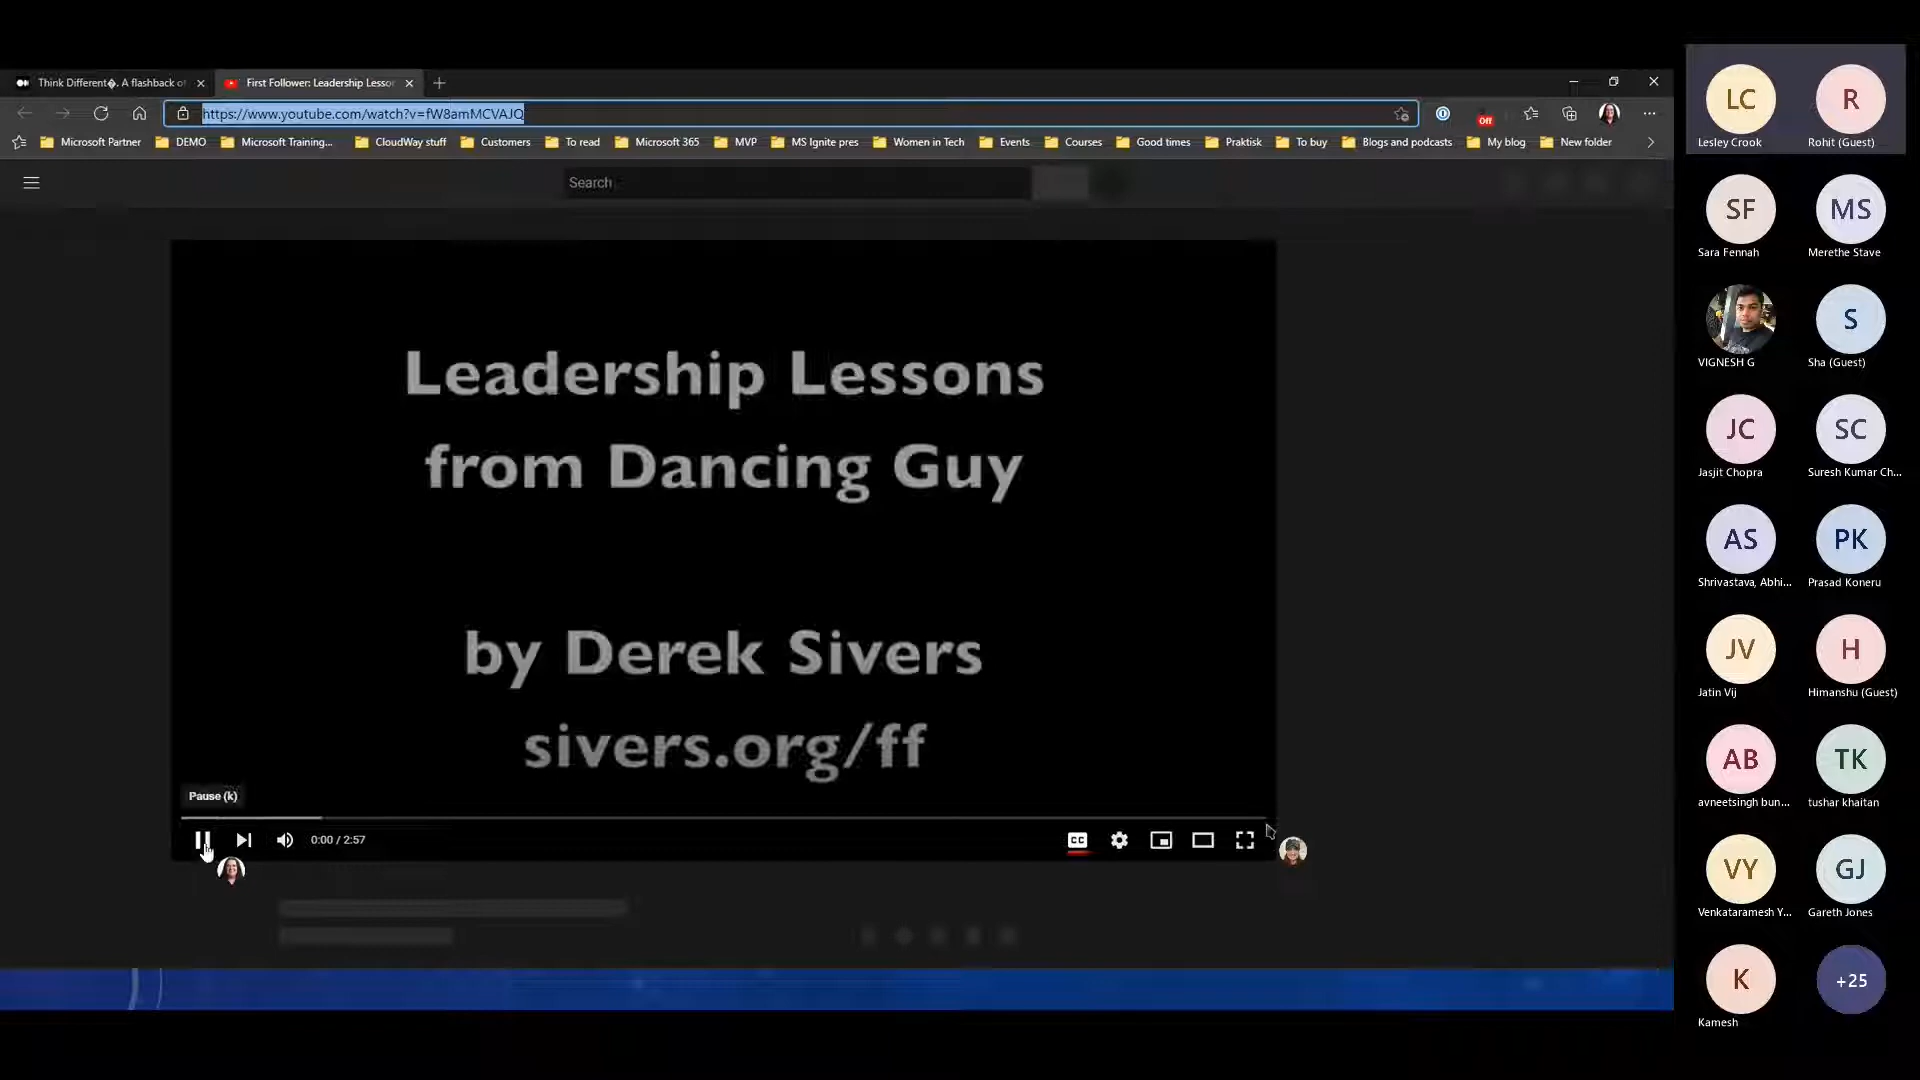 Think Different�. A flashback of
First Follower: Leadership Lesso
https://www.youtube.com/watch?v=fW8amMCVAJQ
Off
Microsoft Partner
DEMO
Microsoft Training...
CloudWay stuff
Customers
To read
Microsoft 365
MVP
MS Ignite pres
Women in Tech
Events
Courses
Good times
Praktisk
To buy
Blogs and podcasts
My blog
New folder
Search
Leadership Lessons
from Dancing Guy
by Derek Sivers
sivers.org/ff
Pause (k)
0:00 / 2:57
CC
LC
R
Lesley Crook
Rohit (Guest)
SF
MS
Sara Fennah
Merethe Stave
S
VIGNESH G
Sha (Guest)
JC
SC
Jasjit Chopra
Suresh Kumar Ch...
AS
PK
Shrivastava, Abhi...
Prasad Koneru
JV
H
Jatin Vij
Himanshu (Guest)
AB
TK
avneetsingh bun...
tushar khaitan
VY
GJ
Venkataramesh Y...
Gareth Jones
K
+25
Kamesh